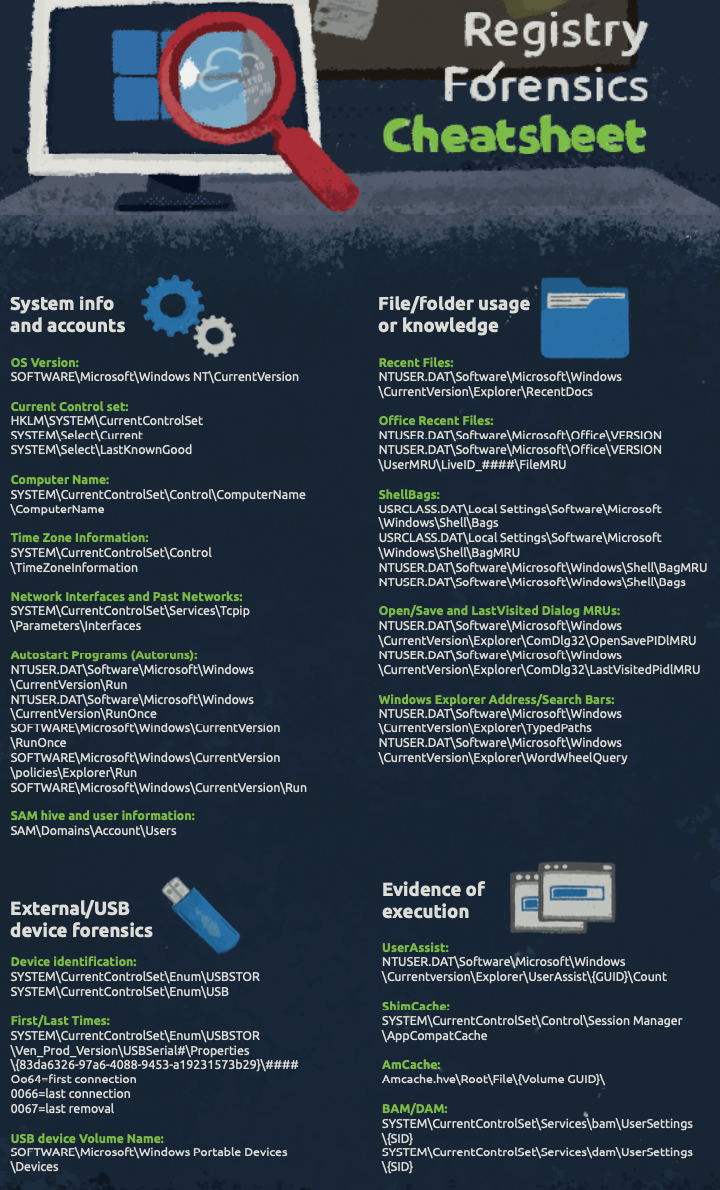 Registry
Forensics
Cheatsheet
System info
and accounts
OS Version:
SOFTWARE\Microsoft\Windows NT\CurrentVersion
Current Control set:
HKLM\SYSTEM\CurrentControlSet
SYSTEM\Select\Current
SYSTEM\Select\LastKnownGood
Computer Name:
SYSTEM\CurrentControlSet\Control\ComputerName
\ComputerName
Time Zone Information:
SYSTEM\CurrentControlSet\Control
\TimeZoneInformation
Network Interfaces and Past Networks:
SYSTEM\CurrentControlSet\Services\Tcpip
\Parameters\Interfaces
Autostart Programs (Autoruns):
NTUSER.DAT\Software\Microsoft\Windows
\CurrentVersion\Run
NTUSER.DAT\Software\Microsoft\Windows
\CurrentVersion\RunOnce
SOFTWARE\Microsoft\Windows\CurrentVersion
\RunOnce
SOFTWARE\Microsoft\Windows\CurrentVersion
\policies\Explorer\Run
SOFTWARE\Microsoft\Windows\CurrentVersion\Run
SAM hive and user information:
SAM\Domains\Account\Users
File/folder usage
or knowledge
Recent Files:
NTUSER.DAT\Software\Microsoft\Windows
\CurrentVersion\Explorer\RecentDocs
Office Recent Files:
NTUSER.DAT\Software\Microsoft\Office\VERSION
NTUSER.DAT\Software\Microsoft\Office\VERSION
\UserMRU\LiveID_####\FileMRU
ShellBags:
USRCLASS.DAT\Local Settings\Software\Microsoft
\Windows\Shell\Bags
USRCLASS.DAT\Local Settings\Software\Microsoft
\Windows\Shell\BagMRU
NTUSER.DAT\Software\Microsoft\Windows\Shell\BagMRU
NTUSER.DAT\Software\Microsoft\Windows\Shell\Bags
Open/Save and LastVisited Dialog MRUs:
NTUSER.DAT\Software\Microsoft\Windows
\CurrentVersion\Explorer\ComDlg32\OpenSavePIDlMRU
NTUSER.DAT\Software\Microsoft\Windows
\CurrentVersion\Explorer\ComDlg32\LastVisitedPidlMRU
Windows Explorer Address/Search Bars:
NTUSER.DAT\Software\Microsoft\Windows
\CurrentVersion\Explorer\TypedPaths
NTUSER.DAT\Software\Microsoft\Windows
\CurrentVersion\Explorer\WordWheelQuery
External/USB
device forensics
Device identification:
SYSTEM\CurrentControlSet\Enum\USBSTOR
SYSTEM\CurrentControlSet\Enum\USB
First/Last Times:
SYSTEM\CurrentControlSet\Enum\USBSTOR
\Ven_Prod_Version\USBSerial#\Properties
\{83da6326-97a6-4088-9453-a19231573b29}\####
Oo64=first connection
0066=last connection
0067=last removal
USB device Volume Name:
SOFTWARE\Microsoft\Windows Portable Devices
\Devices
Evidence of
execution
UserAssist:
NTUSER.DAT\Software\Microsoft\Windows
\Currentversion\Explorer\UserAssist\{GUID}\Count
ShimCache:
SYSTEM\CurrentControlSet\Control\Session Manager
\AppCompatCache
AmCache:
Amcache.hve\Root\File\{Volume GUID}\
BAM/DAM:
SYSTEM\CurrentControlSet\Services\bam\UserSettings
\{SID}
SYSTEM\CurrentControlSet\Services\dam\UserSettings
\{SID}